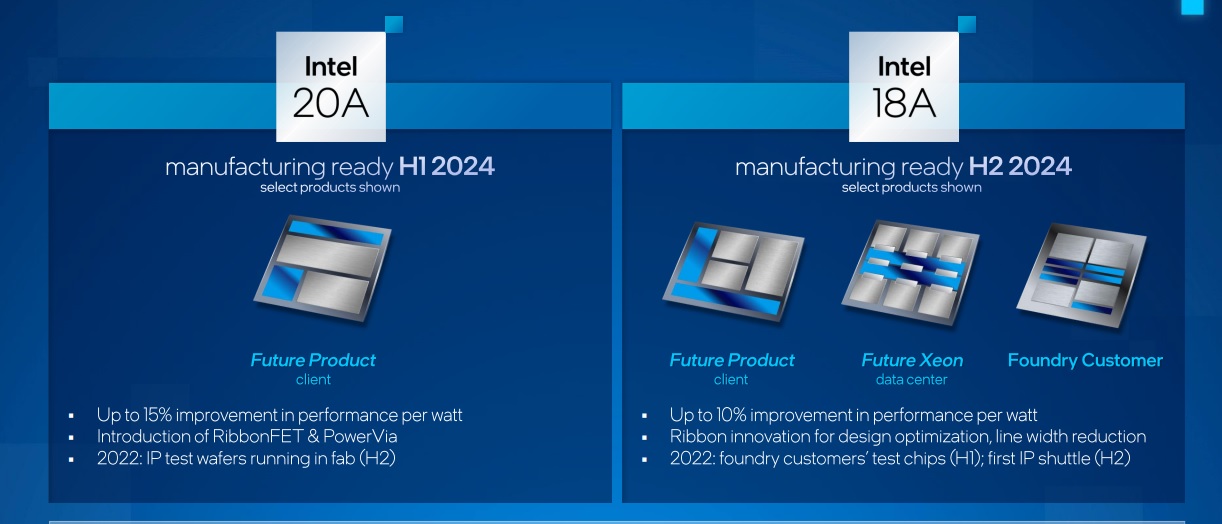 Intel
20A
manufacturing ready H1 2024
select products shown
Future Product
client
▪ Up to 15% improvement in performance per watt
▪ Introduction of RibbonFET & PowerVia
▪ 2022: IP test wafers running in fab (H2)
Intel
18A
manufacturing ready H2 2024
select products shown
Future Product
client
Future Xeon
data center
Foundry Customer
▪ Up to 10% improvement in performance per watt
▪ Ribbon innovation for design optimization, line width reduction
▪ 2022: foundry customers' test chips (H1); first IP shuttle (H2)